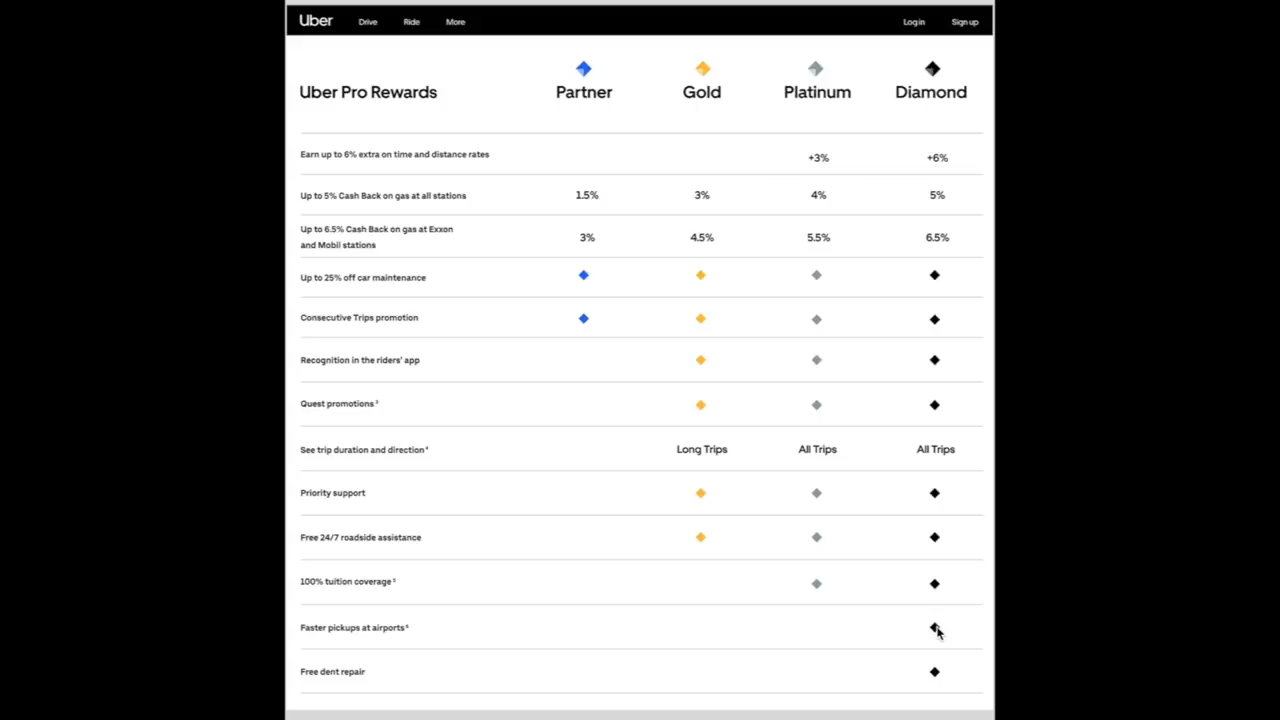 Uber Drive Ride More Log in Sign up
Uber Pro Rewards Partner Gold Platinum Diamond
Earn up to 6% extra on time and distance rates +3% +6%
Up to 5% Cash Back on gas at all stations 1.5% 3% 4% 5%
Up to 6.5% Cash Back on gas at Exxon
and Mobil stations 3% 4.5% 5.5% 6.5%
Up to 25% off car maintenance
Consecutive Trips promotion
Recognition in the riders' app
Quest promotions
See trip duration and direction Long Trips All Trips All Trips
Priority support
Free 24/7 roadside assistance
100% tuition coverage
Faster pickups at airports
Free dent repair